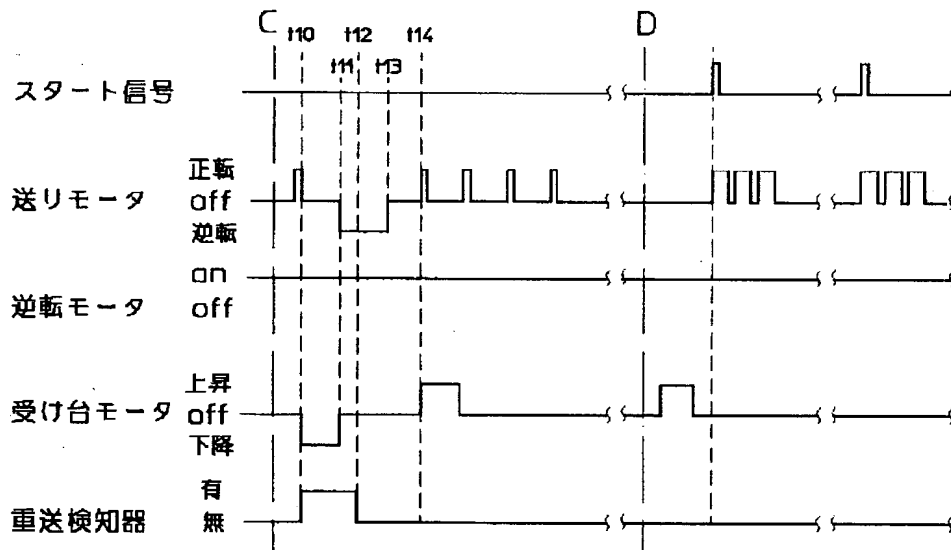 C t10 t12 t14 D
t11 t13
スタート信号
正転
送りモータ off
逆転
on
逆転モータ off
上昇
受け台モータ off
下降
有
重送検知器 無